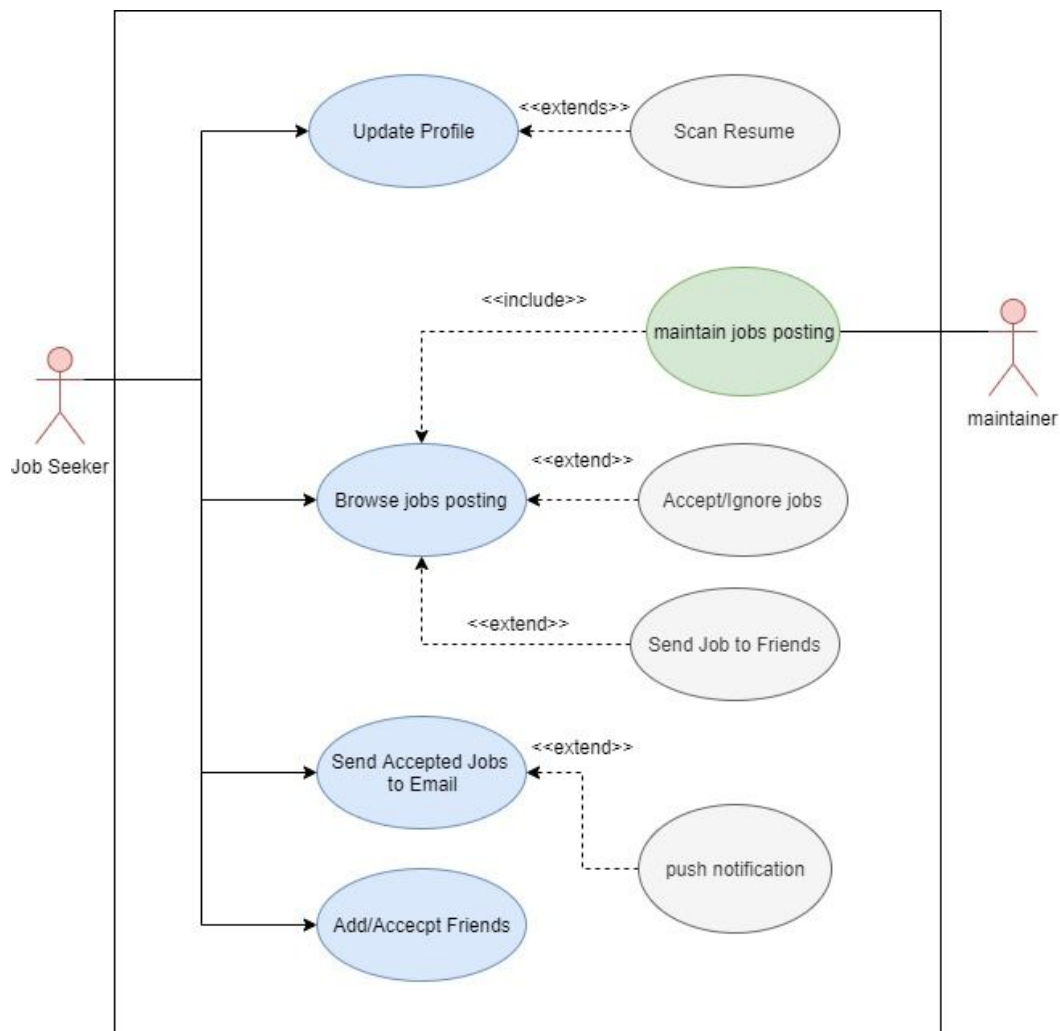 <<extends>>
Update Profile
Scan Resume
<<include>>
maintain jobs posting
maintainer
Job Seeker
<<extend>>
Browse jobs posting
Accept/Ignore jobs
<<extend>>
Send Job to Friends
<<extend>>
Send Accepted Jobs
to Email
push notification
Add/Accecpt Friends